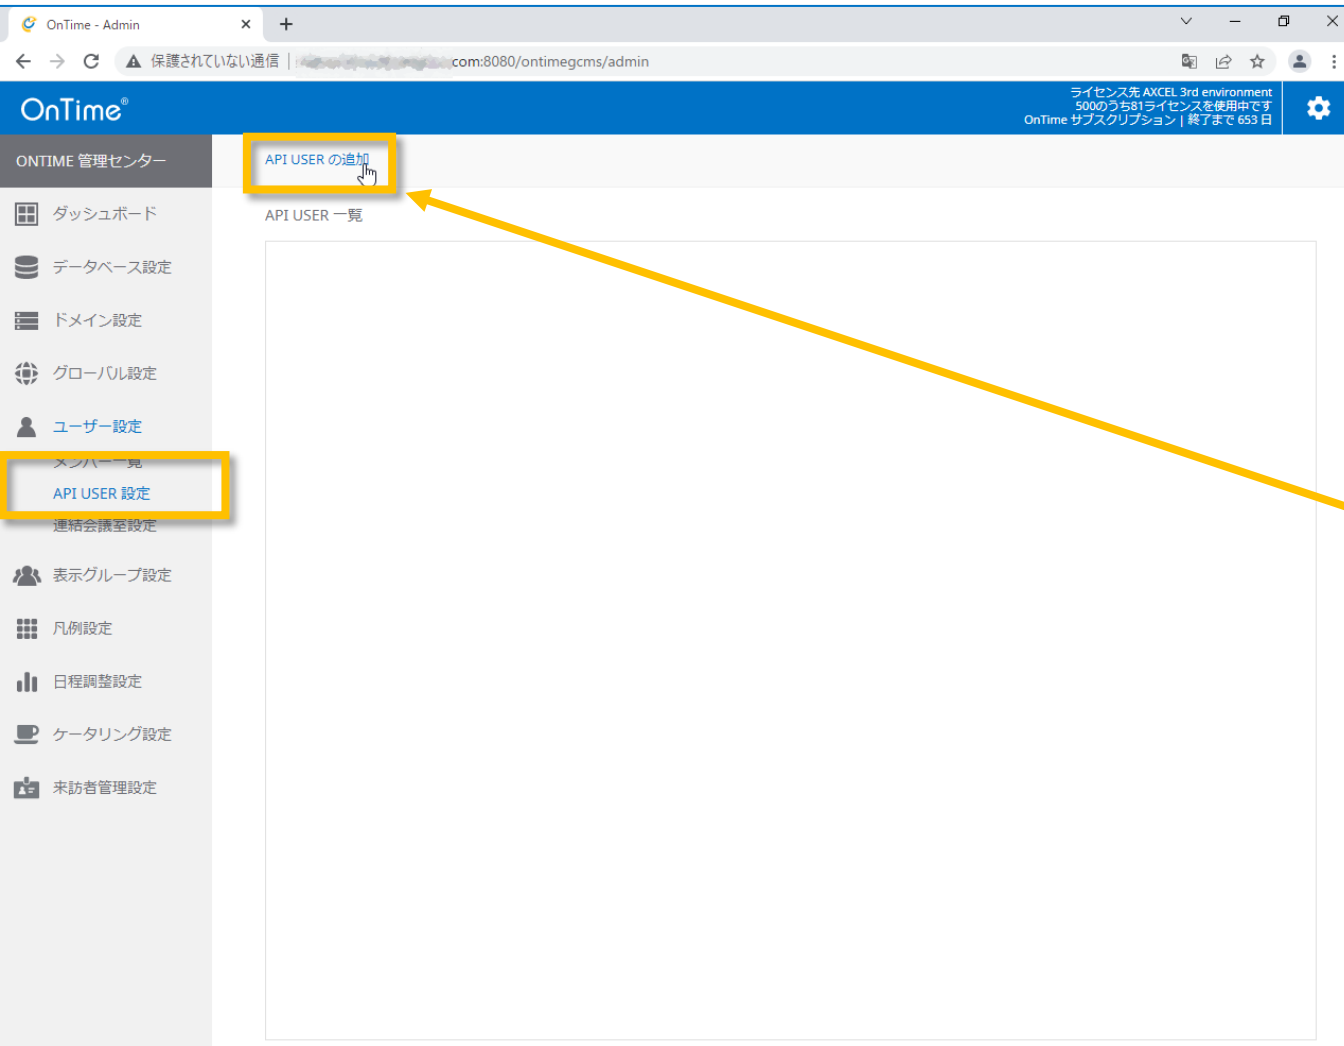 OnTime - Admin
保護されていない通信 | com:8080/ontimegcms/admin
OnTime®
ライセンス先 AXCEL 3rd environment
500のうち81ライセンスを使用中です
OnTime サブスクリプション | 終了まで 653 日
ONTIME 管理センター
API USER の追加
ダッシュボード
API USER 一覧
データベース設定
ドメイン設定
グローバル設定
ユーザー設定
メンバー一覧
API USER 設定
連結会議室設定
表示グループ設定
凡例設定
日程調整設定
ケータリング設定
来訪者管理設定